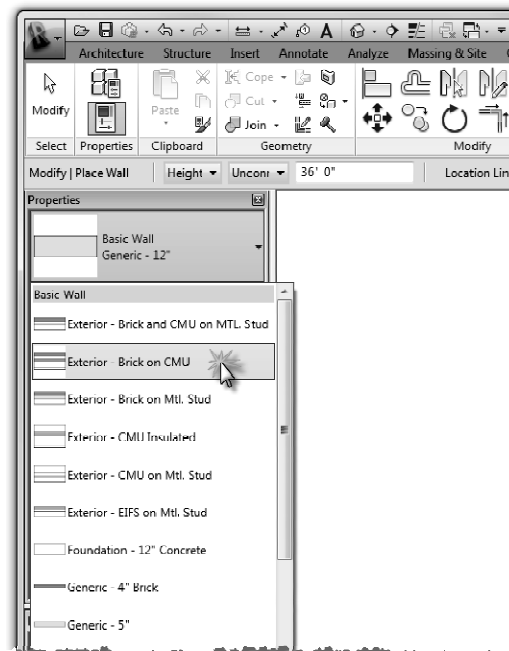 A
Architecture Structure Insert Annotate Analyze Massing & Site
Modify Paste Cope Cut Join
Select Properties Clipboard Geometry Modify
Modify | Place Wall Height Unconr 36' 0" Location Lin
Properties
Basic Wall
Generic - 12"
Basic Wall
Exterior - Brick and CMU on MTL. Stud
Exterior - Brick on CMU
Exterior - Brick on Mtl. Stud
Exterior - CMU Insulated
Exterior - CMU on Mtl. Stud
Exterior - EIFS on Mtl. Stud
Foundation - 12" Concrete
Generic - 4" Brick
Generic - 5"